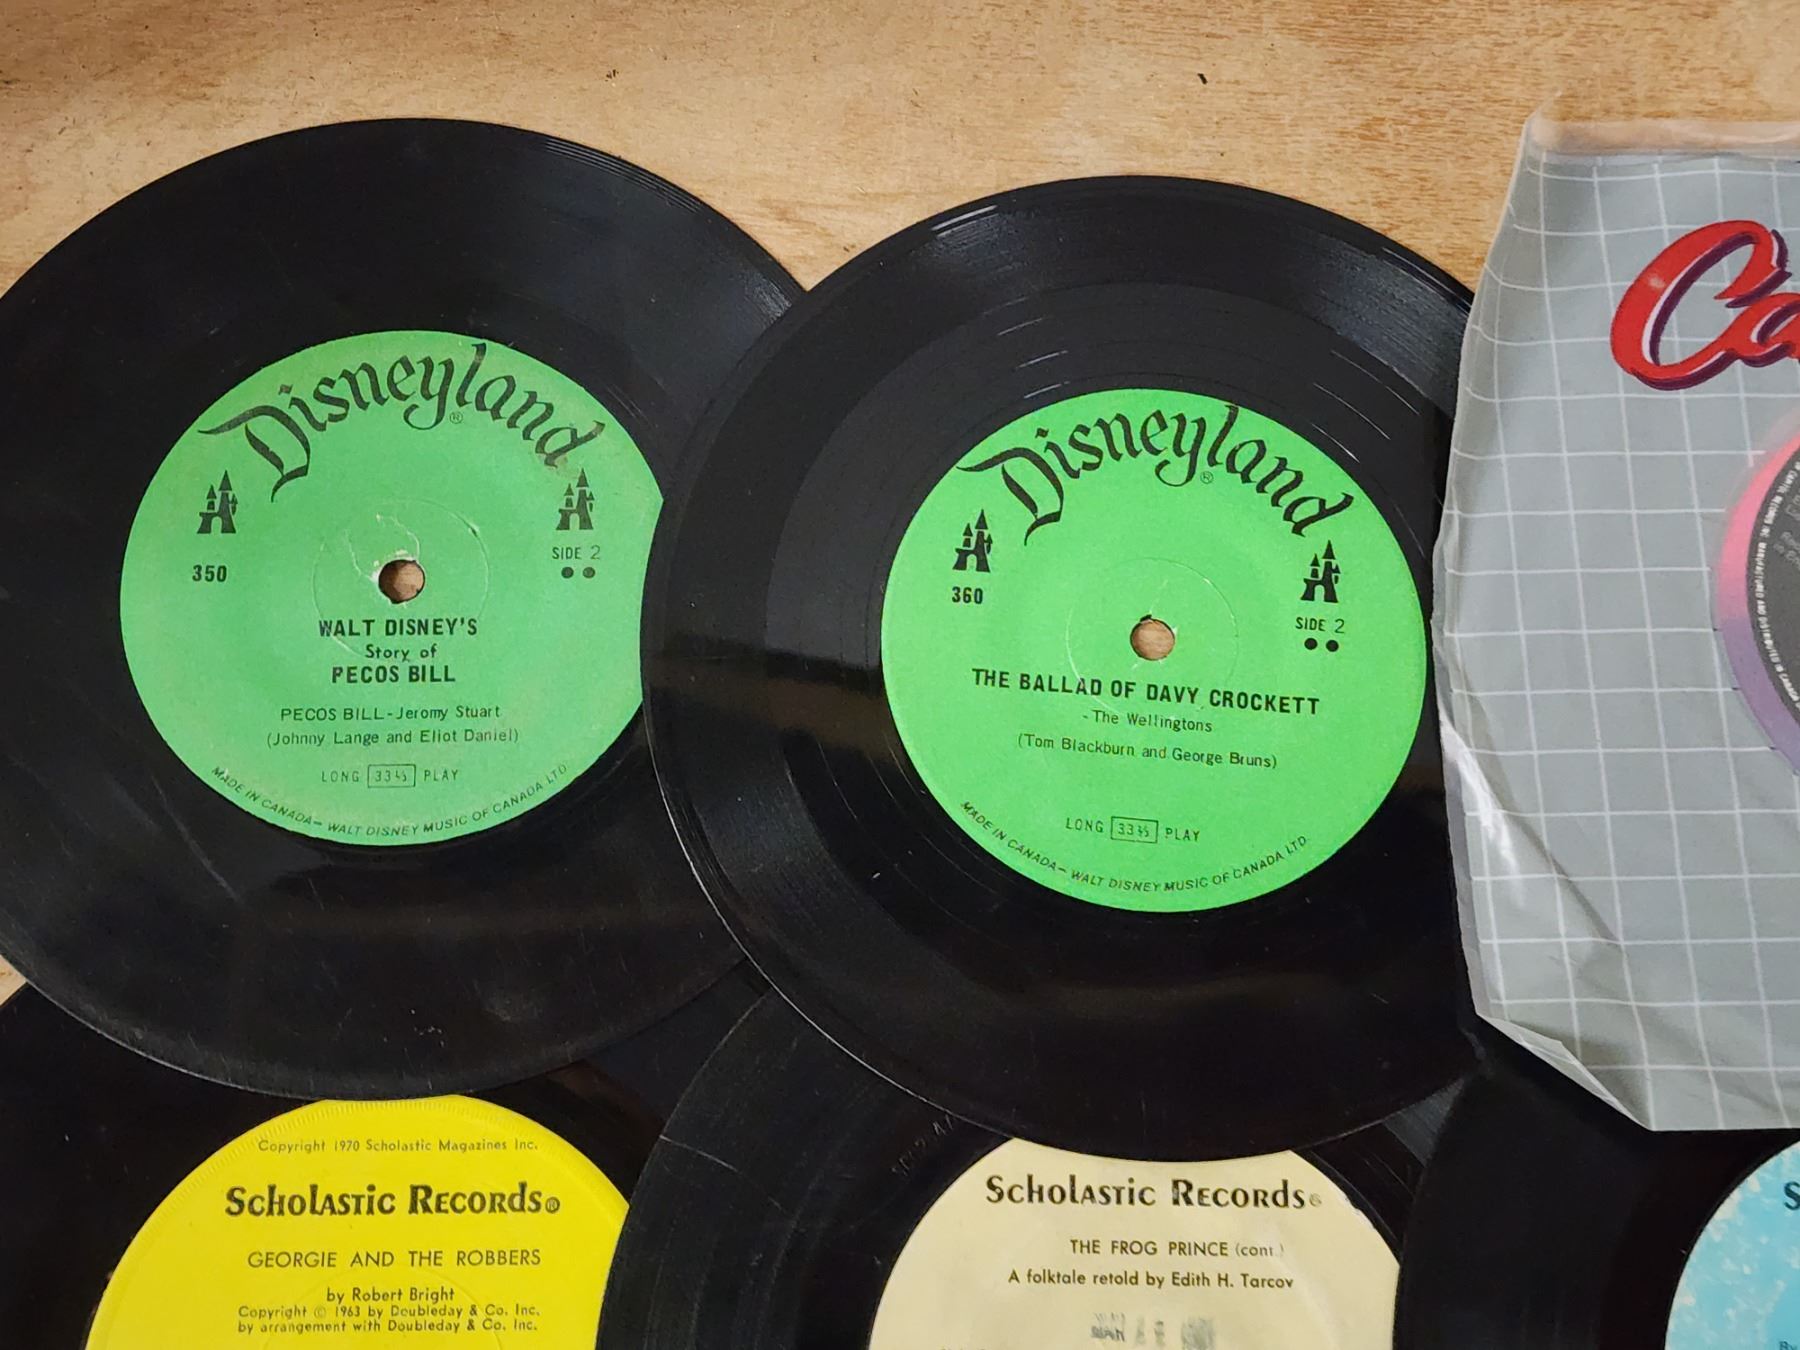 Disneyland®
350
SIDE 2
WALT DISNEY'S
Story of
PECOS BILL
PECOS BILL-Jeromy Stuart
(Johnny Lange and Eliot Daniel)
LONG 33⅓ PLAY
MADE IN CANADA— WALT DISNEY MUSIC OF CANADA LTD.
Disneyland®
360
SIDE 2
THE BALLAD OF DAVY CROCKETT
-The Wellingtons
(Tom Blackburn and George Bruns)
LONG 33⅓ PLAY
MADE IN CANADA— WALT DISNEY MUSIC OF CANADA LTD.
Copyright 1970 Scholastic Magazines Inc.
Scholastic Records®
GEORGIE AND THE ROBBERS
by Robert Bright
Copyright © 1963 by Doubleday & Co. Inc.
by arrangement with Doubleday & Co. Inc.
Scholastic Records®
THE FROG PRINCE (cont.)
A folktale retold by Edith H. Tarcov